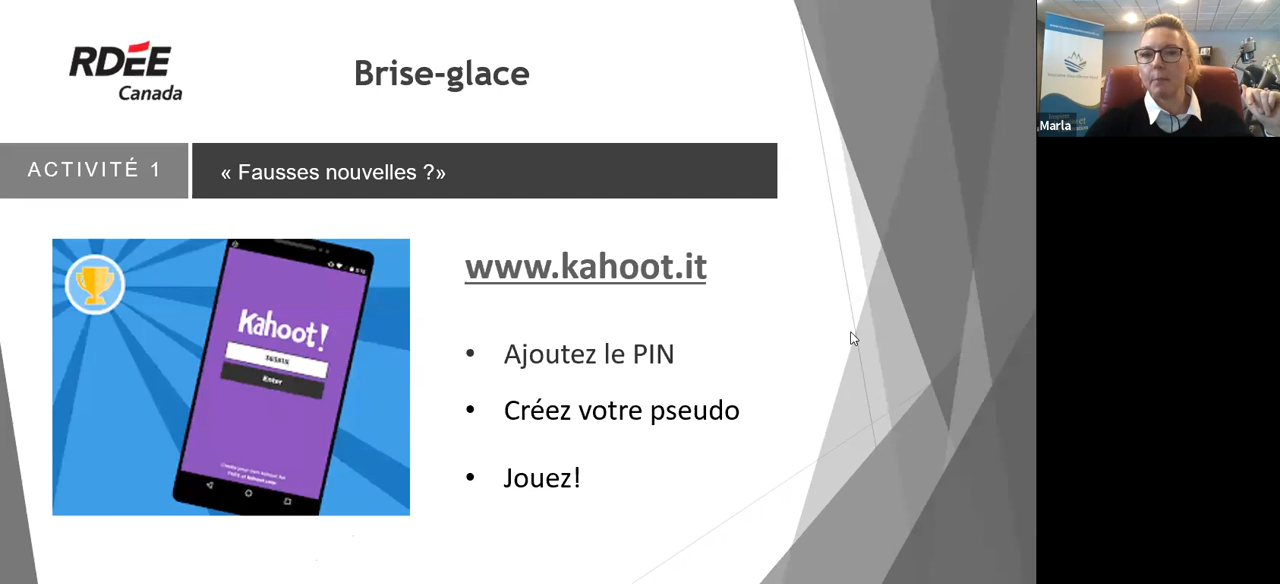 RDÉE
Canada
Brise-glace
ACTIVITÉ 1
« Fausses nouvelles ?»
www.kahoot.it
Kahoot!
Enter
• Ajoutez le PIN
• Créez votre pseudo
• Jouez!
Marla